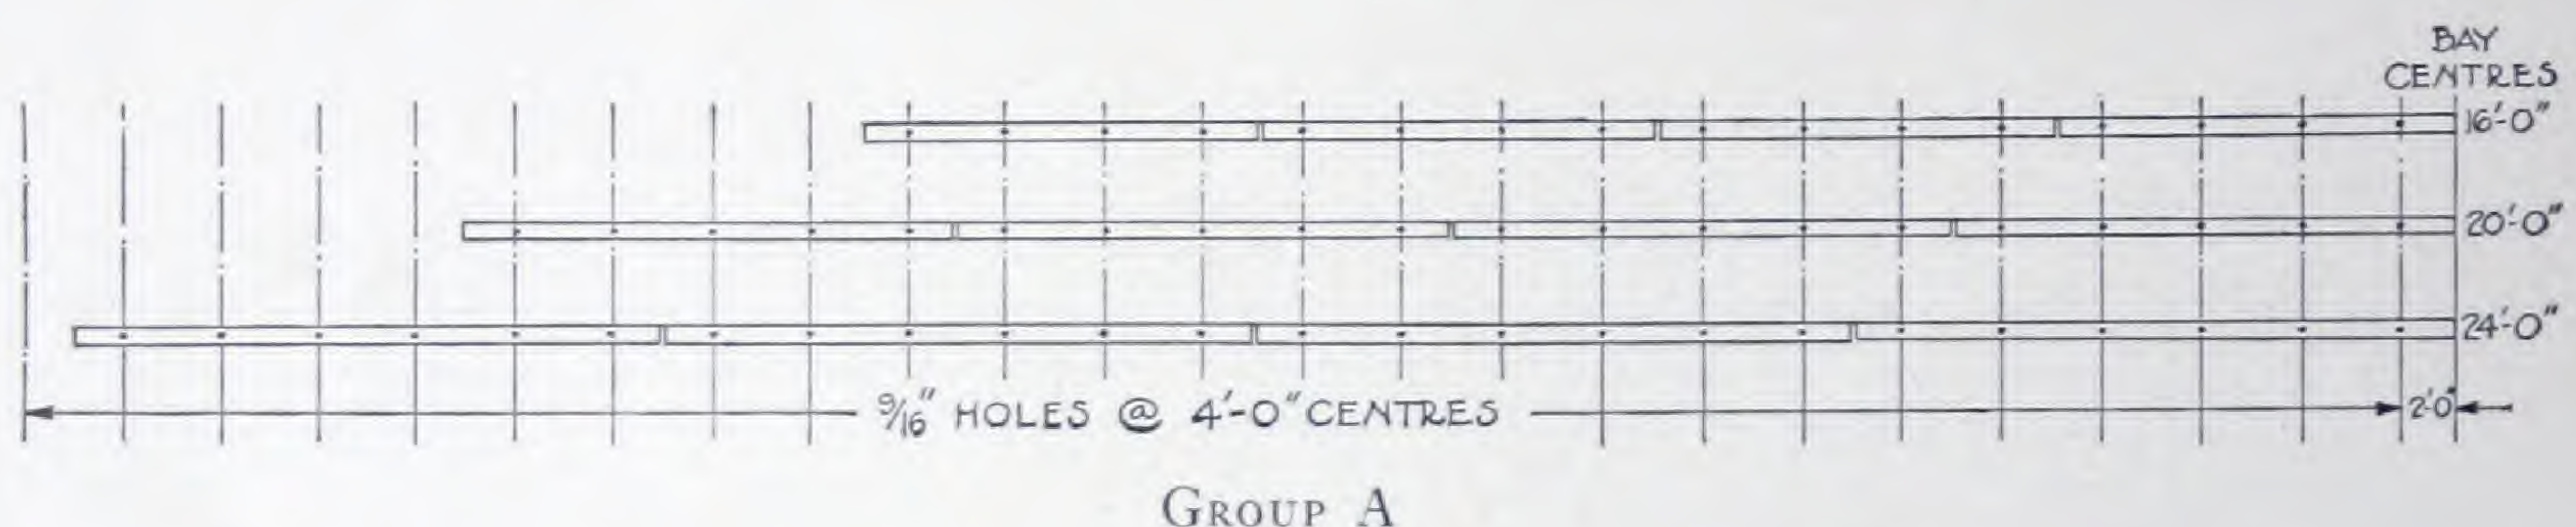 BAY
CENTRES
16'-0"
20'-0"
24'-0"
9/16" HOLES @ 4'-0" CENTRES
2'0"
GROUP A